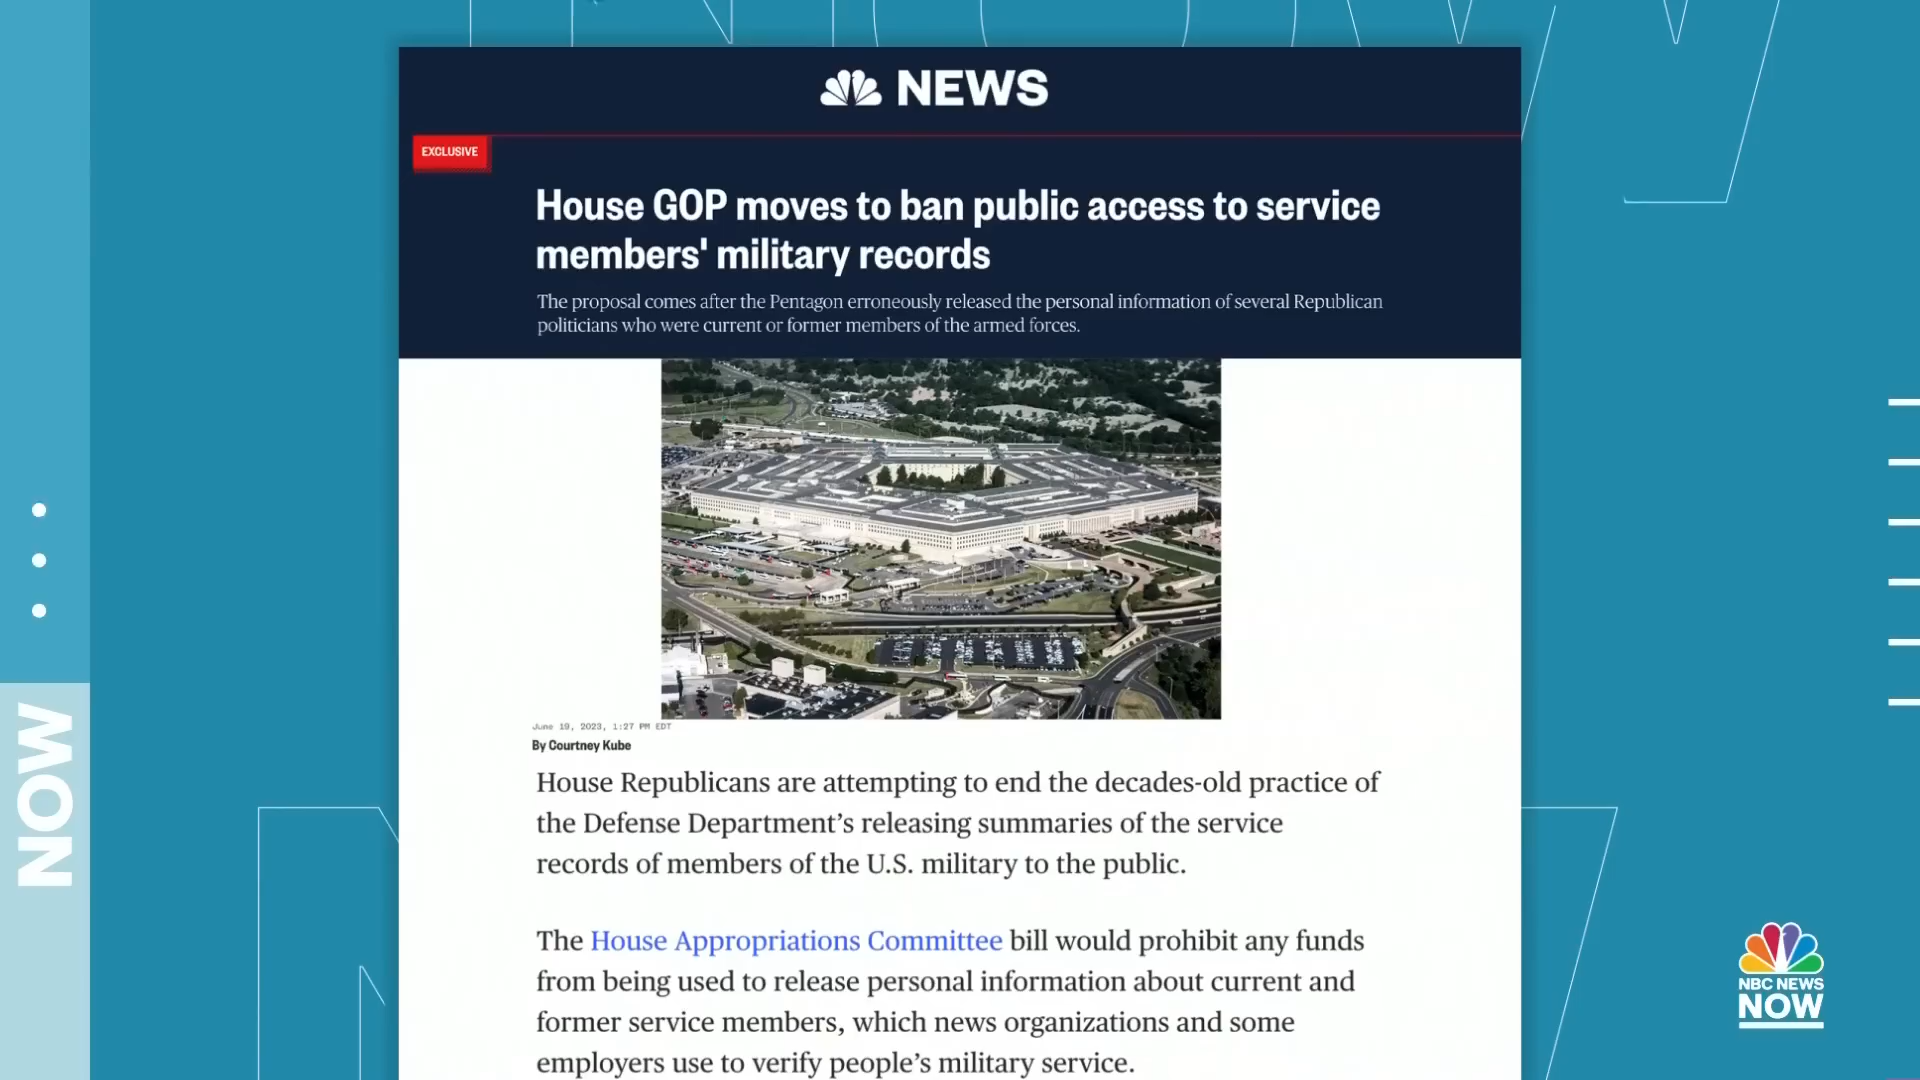 NEWS
EXCLUSIVE
House GOP moves to ban public access to service
members' military records
The proposal comes after the Pentagon erroneously released the personal information of several Republican
politicians who were current or former members of the armed forces.
June 19, 2023, 1:27 PM EDT
By Courtney Kube
House Republicans are attempting to end the decades-old practice of
the Defense Department’s releasing summaries of the service
records of members of the U.S. military to the public.
The House Appropriations Committee bill would prohibit any funds
from being used to release personal information about current and
former service members, which news organizations and some
employers use to verify people’s military service.
NOW
NBC NEWS
NOW